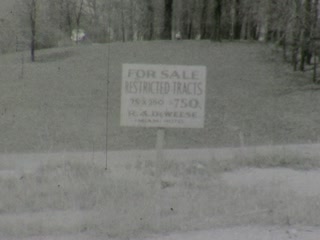 FOR SALE
RESTRICTED TRACTS
$750.
R.A. DEWEESE